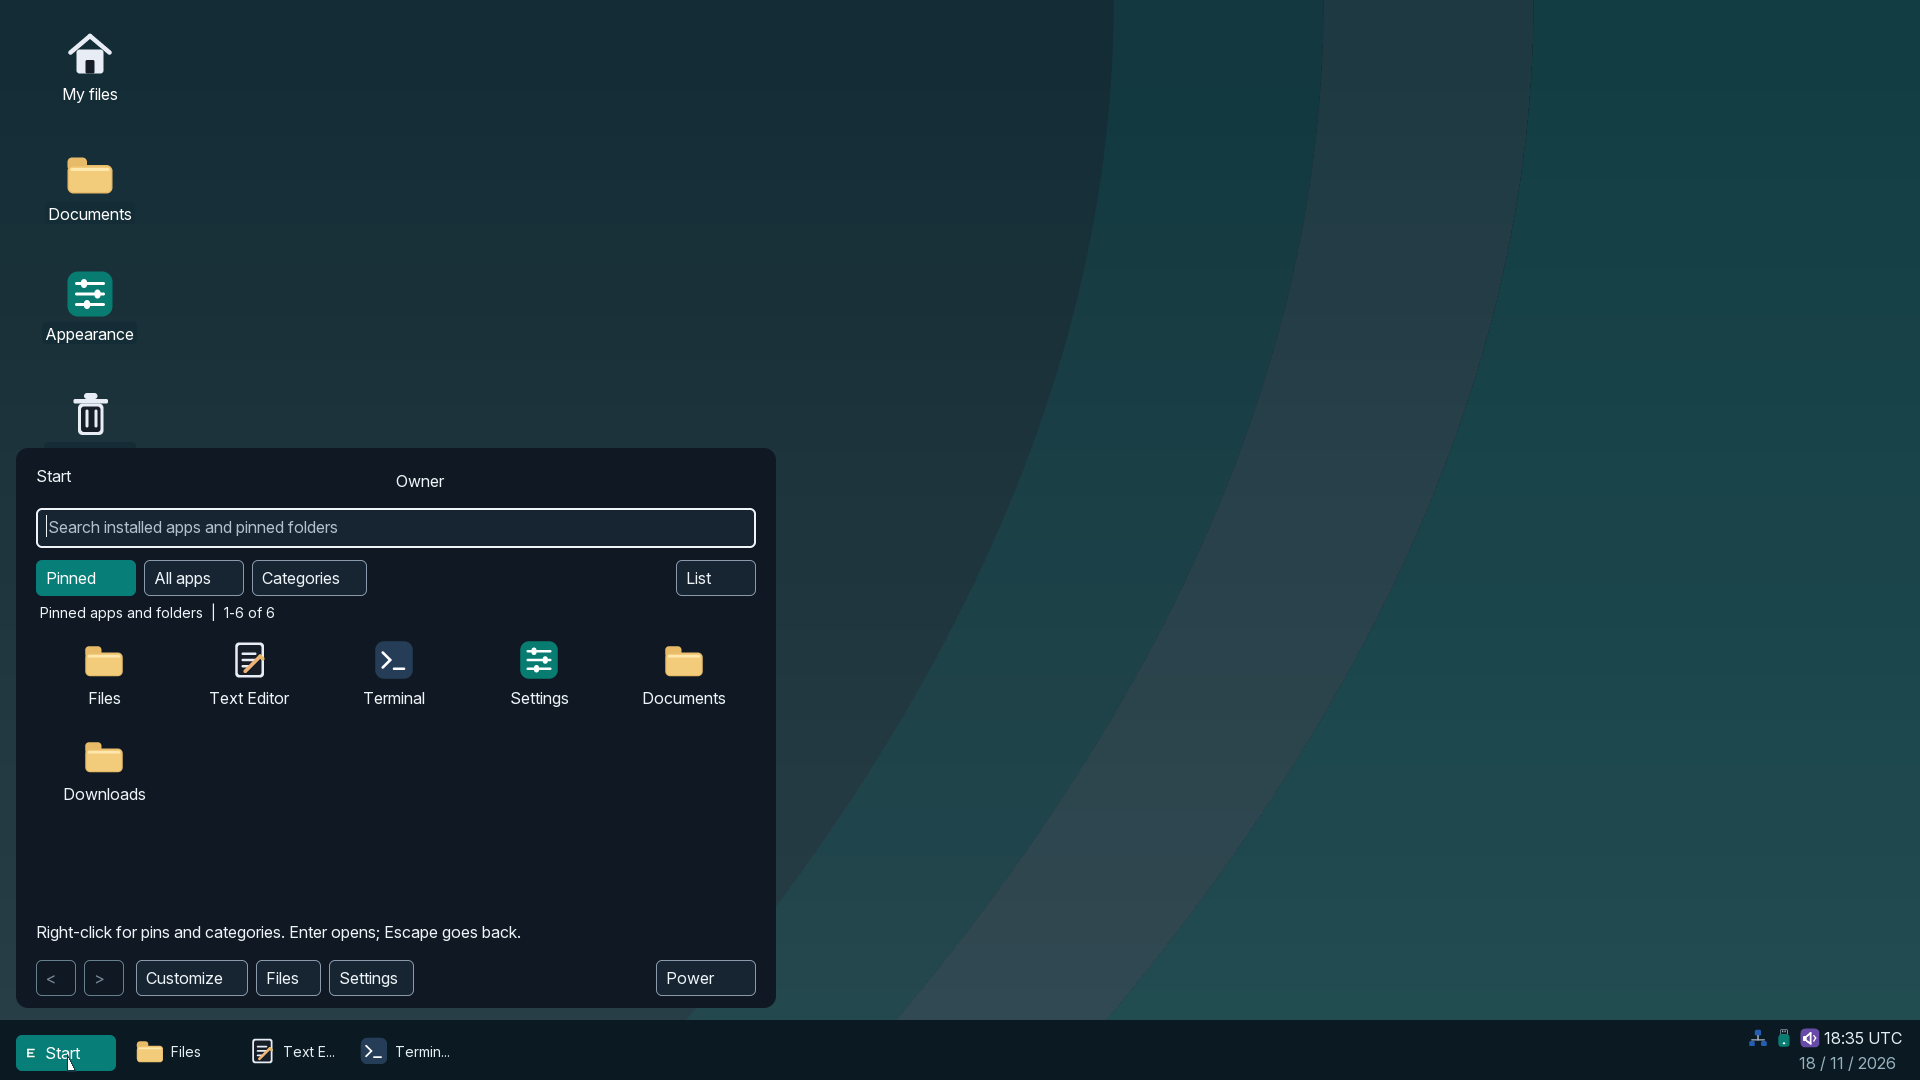 My files
Documents
Appearance
Start
Owner
Search installed apps and pinned folders
Pinned
All apps
Categories
List
Pinned apps and folders | 1-6 of 6
Files
Text Editor
Terminal
Settings
Documents
Downloads
Right-click for pins and categories. Enter opens; Escape goes back.
<
>
Customize
Files
Settings
Power
E Start
Files
Text E...
Termin...
18:35 UTC
18 / 11 / 2026